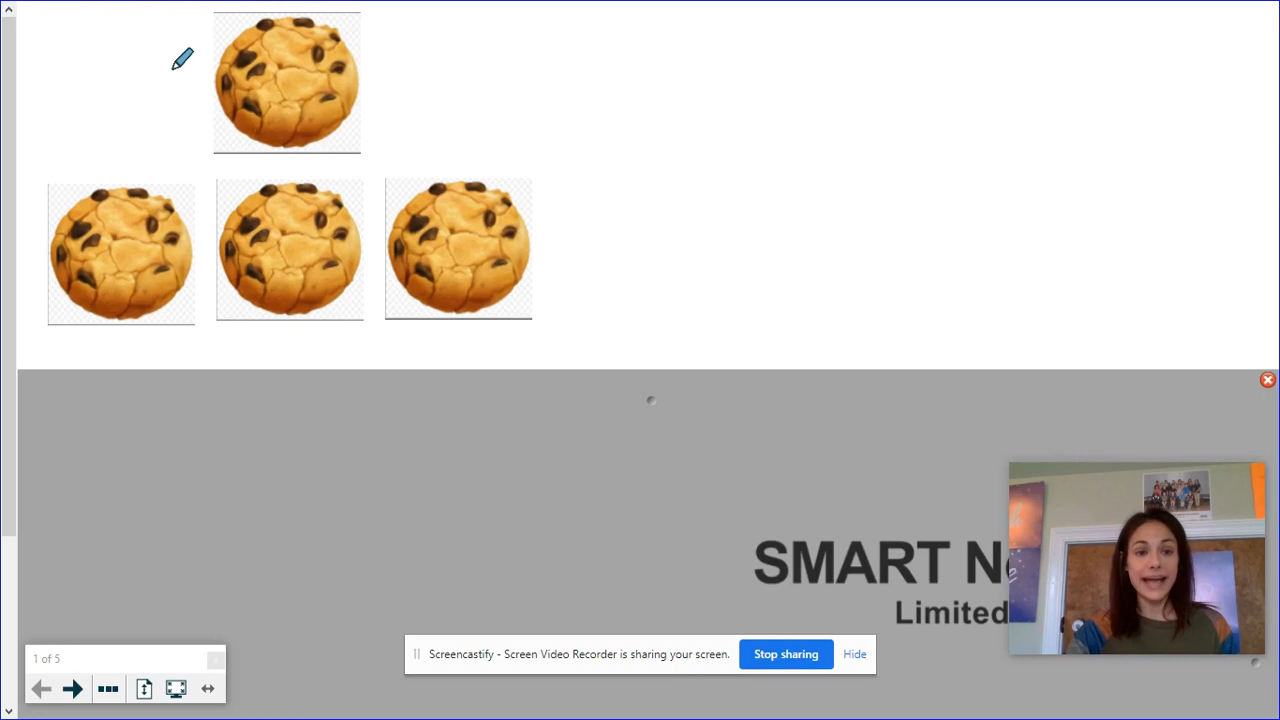 SMART N
Limited
1 of 5
Screencastify - Screen Video Recorder is sharing your screen.
Stop sharing
Hide